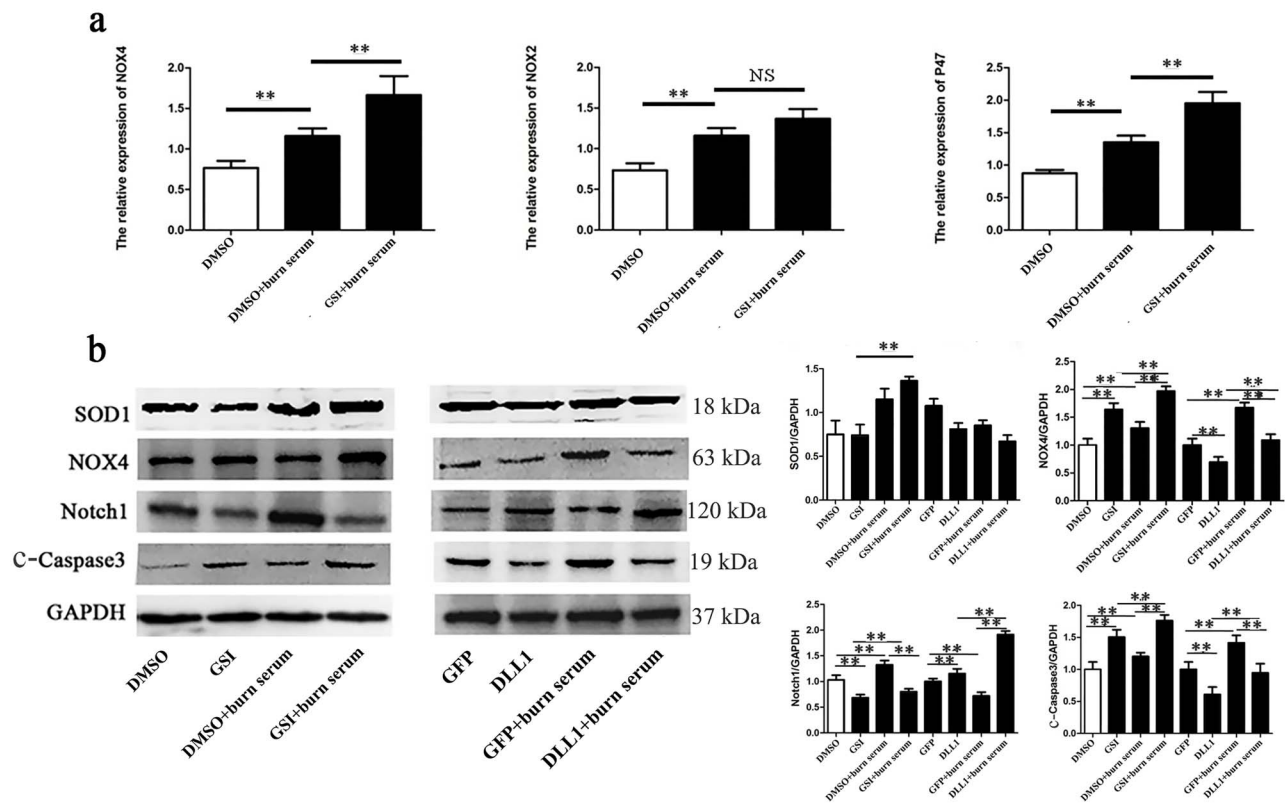 a
The relative expression of NOX4
2.0
1.5
1.0
0.5
0.0
**
**
DMSO
DMSO+burn serum
GSI+burn serum
The relative expression of NOX2
2.0
1.5
1.0
0.5
0.0
**
NS
DMSO
DMSO+burn serum
GSI+burn serum
The relative expression of P47
2.5
2.0
1.5
1.0
0.5
0.0
**
**
DMSO
DMSO+burn serum
GSI+burn serum
b
SOD1
NOX4
Notch1
C-Caspase3
GAPDH
18 kDa
63 kDa
120 kDa
19 kDa
37 kDa
DMSO
GSI
DMSO+burn serum
GSI+burn serum
GFP
DLL1
GFP+burn serum
DLL1+burn serum
SOD1/GAPDH
1.5
1.0
0.5
0.0
**
DMSO
GSI
DMSO+burn serum
GSI+burn serum
GFP
DLL1
GFP+burn serum
DLL1+burn serum
NOX4/GAPDH
2.5
2.0
1.5
1.0
0.5
0.0
**
**
**
**
**
**
**
**
DMSO
GSI
DMSO+burn serum
GSI+burn serum
GFP
DLL1
GFP+burn serum
DLL1+burn serum
Notch1/GAPDH
2.5
2.0
1.5
1.0
0.5
0.0
**
**
**
**
**
**
**
**
DMSO
GSI
DMSO+burn serum
GSI+burn serum
GFP
DLL1
GFP+burn serum
DLL1+burn serum
C-Caspase3/GAPDH
2.0
1.5
1.0
0.5
0.0
**
**
**
**
**
**
**
**
DMSO
GSI
DMSO+burn serum
GSI+burn serum
GFP
DLL1
GFP+burn serum
DLL1+burn serum